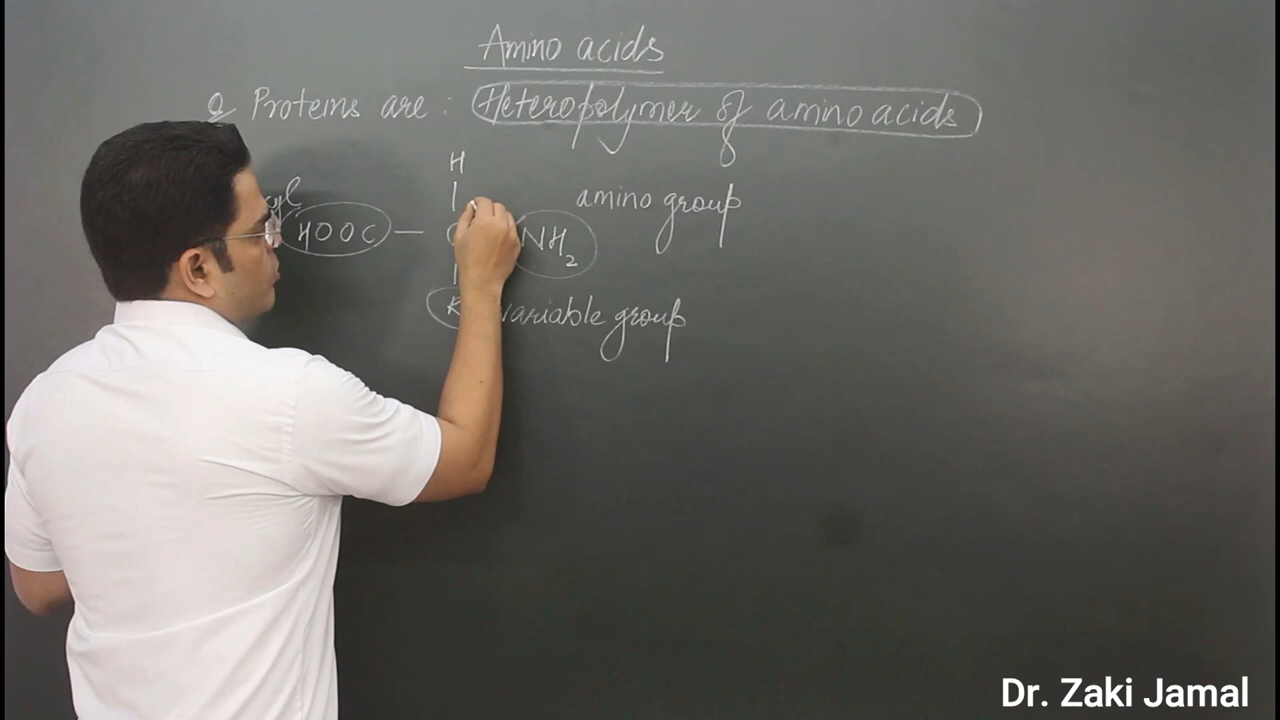 Amino acids
Q Proteins are : Heteropolymer of amino acids
H
amino group
HOOC — C NH2
R variable group
Dr. Zaki Jamal